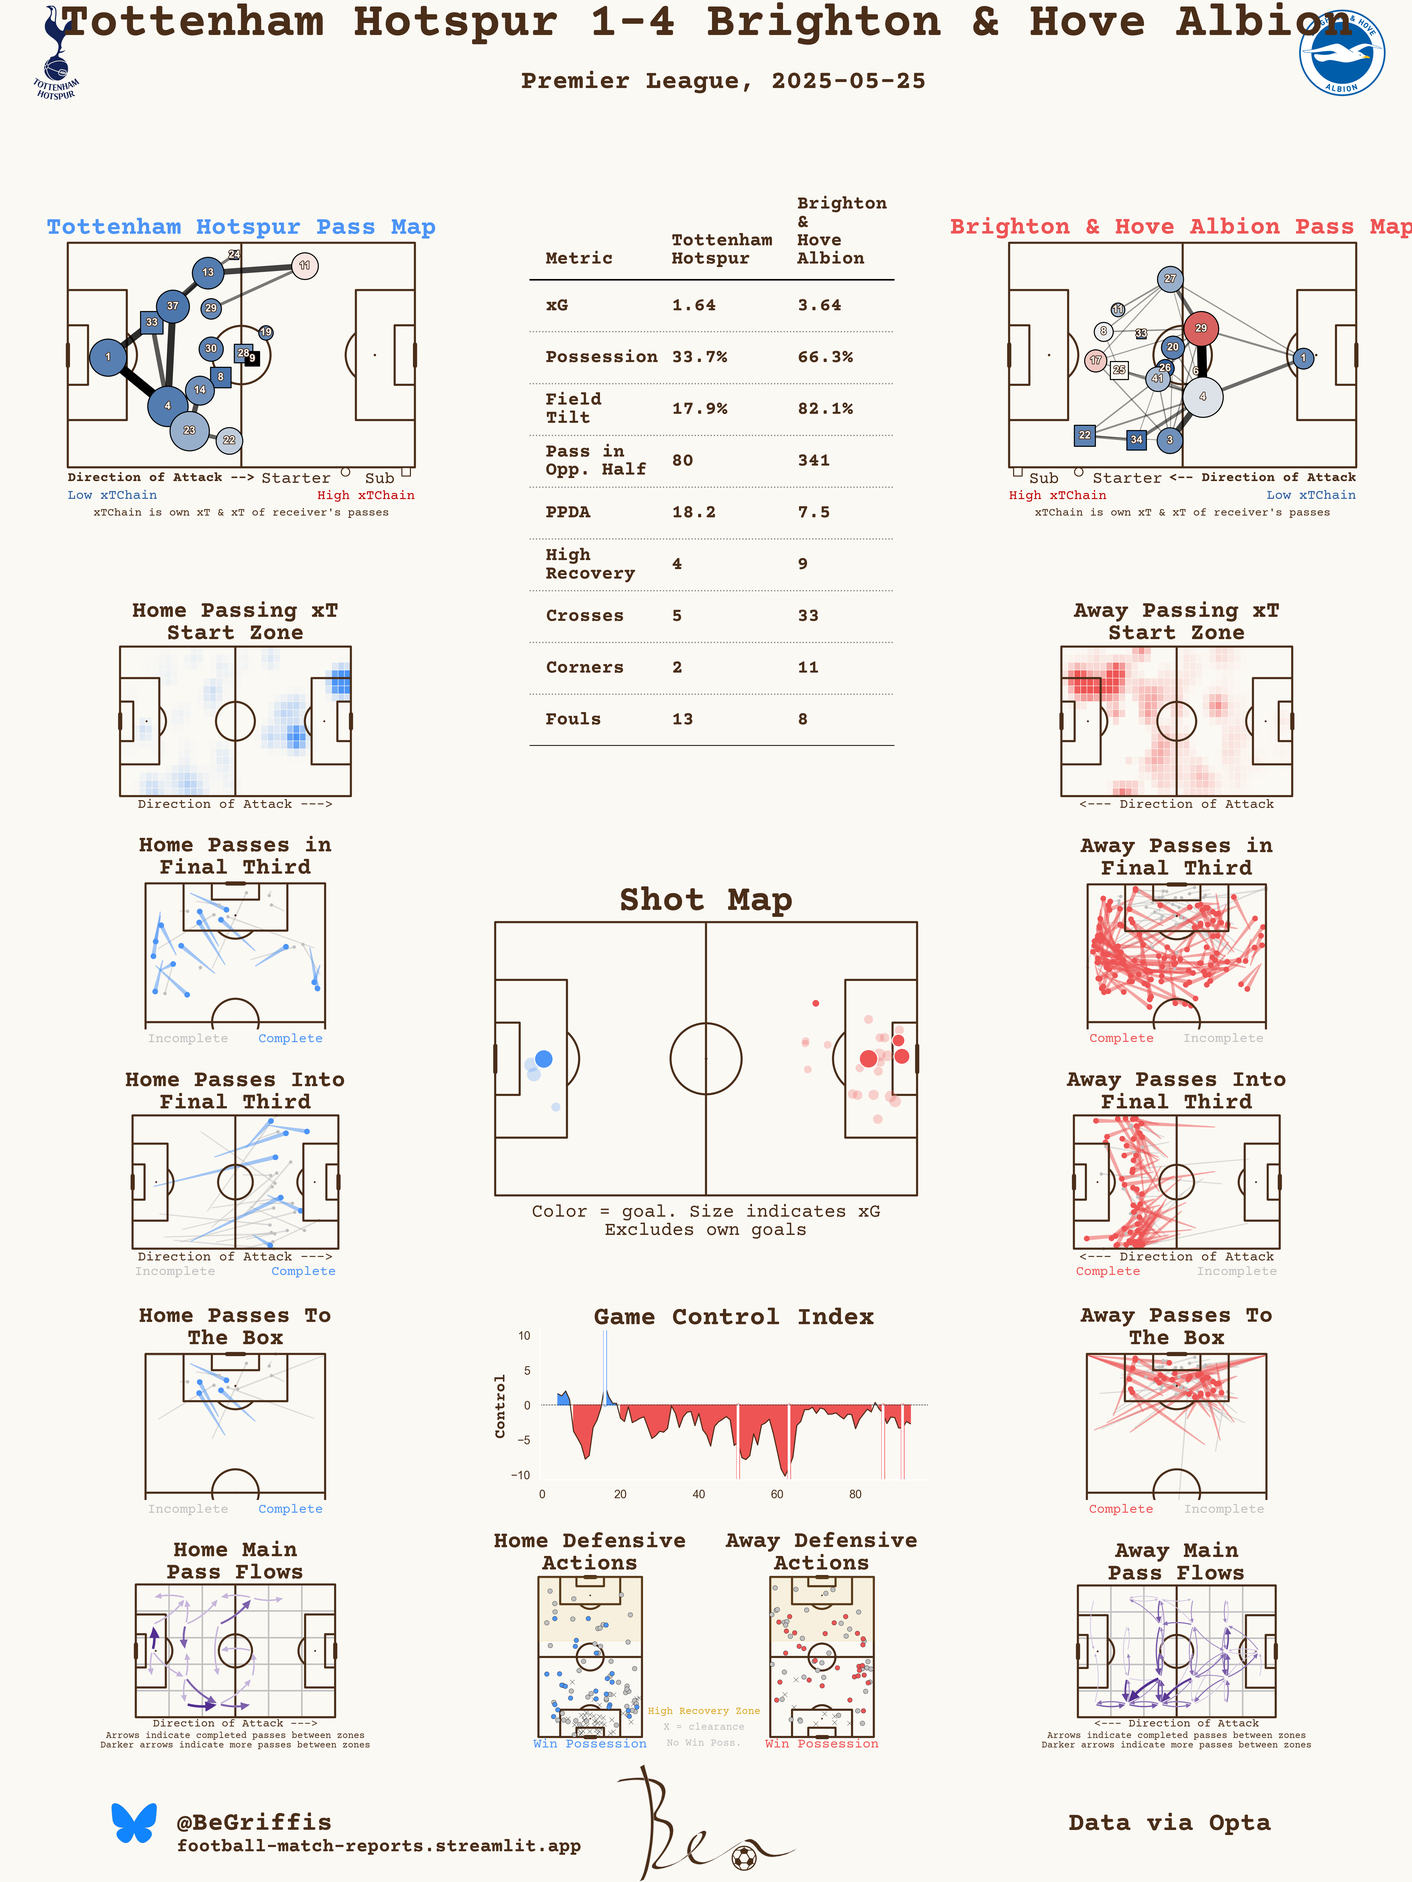 Tottenham Hotspur 1-4 Brighton & Hove Albion
Premier League, 2025-05-25
TOTTENHAM
HOTSPUR
& HOVE
ALBION
Tottenham Hotspur Pass Map
24
13
11
37
29
33
19
30
28
9
1
8
14
4
23
22
Direction of Attack --> Starter Sub
Low xTChain High xTChain
xTChain is own xT & xT of receiver's passes
Metric Tottenham Hotspur Brighton & Hove Albion
xG 1.64 3.64
Possession 33.7% 66.3%
Field Tilt 17.9% 82.1%
Pass in Opp. Half 80 341
PPDA 18.2 7.5
High Recovery 4 9
Crosses 5 33
Corners 2 11
Fouls 13 8
Brighton & Hove Albion Pass Map
27
11
29
8
33
20
1
17
25
26
6
41
4
22
34
3
Sub Starter <-- Direction of Attack
High xTChain Low xTChain
xTChain is own xT & xT of receiver's passes
Home Passing xT
Start Zone
Direction of Attack --->
Away Passing xT
Start Zone
<--- Direction of Attack
Home Passes in
Final Third
Incomplete Complete
Away Passes in
Final Third
Complete Incomplete
Shot Map
Color = goal. Size indicates xG
Excludes own goals
Home Passes Into
Final Third
Direction of Attack --->
Incomplete Complete
Away Passes Into
Final Third
<--- Direction of Attack
Complete Incomplete
Home Passes To
The Box
Incomplete Complete
Game Control Index
Control
10
5
0
−5
−10
0 20 40 60 80
Away Passes To
The Box
Complete Incomplete
Home Main
Pass Flows
Direction of Attack --->
Arrows indicate completed passes between zones
Darker arrows indicate more passes between zones
Home Defensive
Actions
Win Possession
Away Defensive
Actions
Win Possession
High Recovery Zone
X = clearance
No Win Poss.
Away Main
Pass Flows
<--- Direction of Attack
Arrows indicate completed passes between zones
Darker arrows indicate more passes between zones
@BeGriffis
football-match-reports.streamlit.app
Ben
Data via Opta